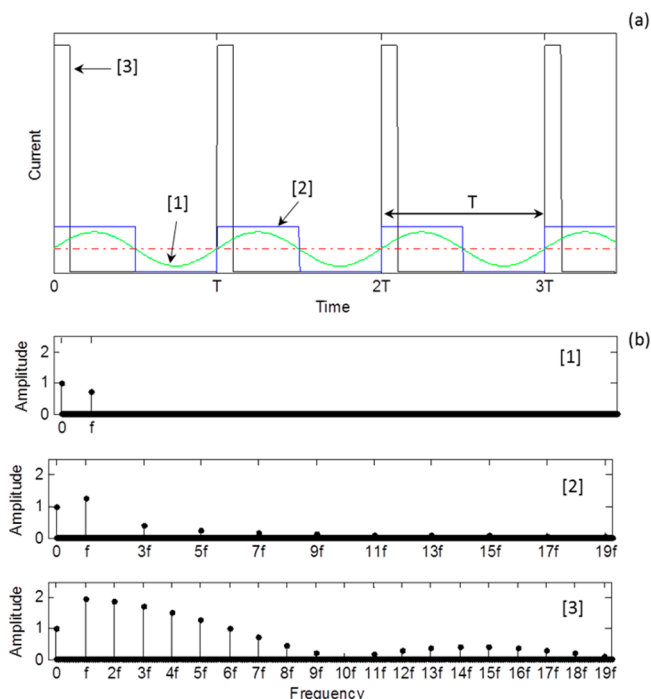 (a)
[3]
Current
[1]
[2]
T
0 T 2T 3T
Time
(b)
Amplitude
2
1
0
[1]
0 f
Amplitude
2
1
0
[2]
0 f 3f 5f 7f 9f 11f 13f 15f 17f 19f
Amplitude
2
1
0
[3]
0 f 2f 3f 4f 5f 6f 7f 8f 9f 10f 11f 12f 13f 14f 15f 16f 17f 18f 19f
Frequency